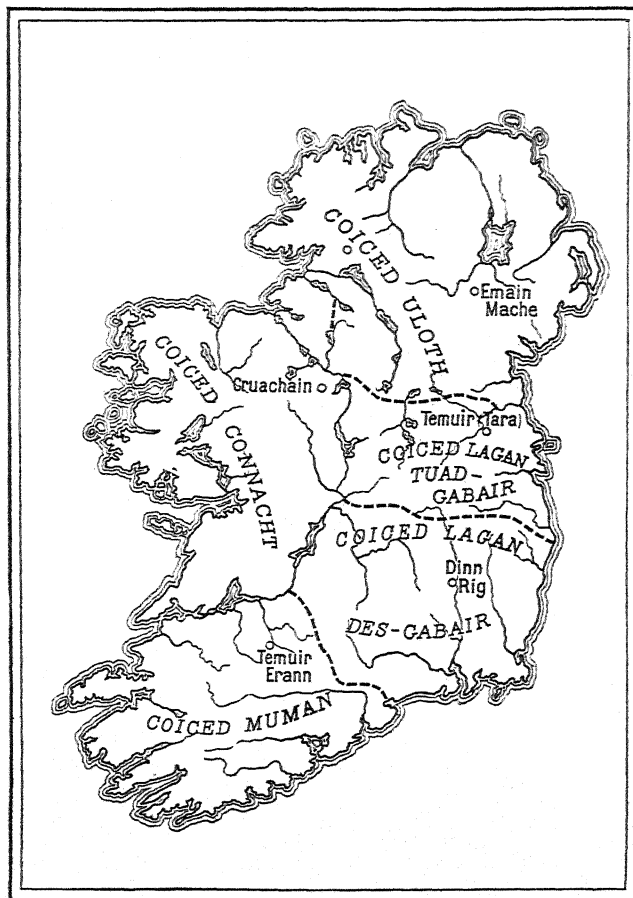 COICED ULOTH
Emain
Mache
COICED CONNACHT
Cruachain
Temuir (Tara)
COICED LAGAN
TUAD-
GABAIR
COICED LAGAN
Dinn
Rig
DES-GABAIR
Temuir
Erann
COICED MUMAN